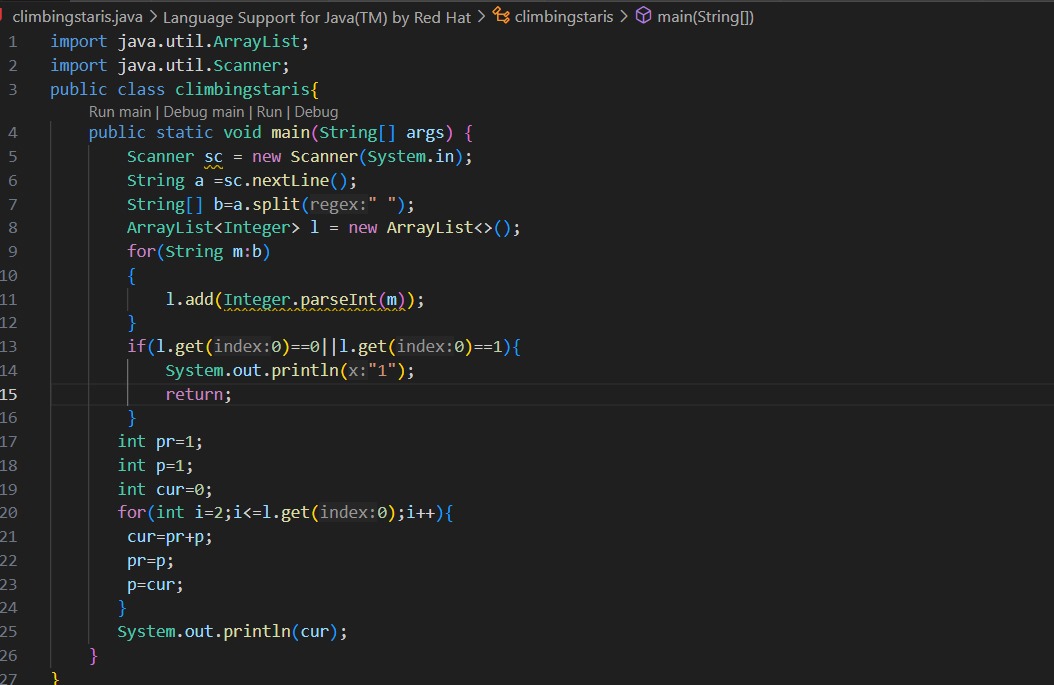 climbingstaris.java > Language Support for Java(TM) by Red Hat > climbingstaris > main(String[])
1 import java.util.ArrayList;
2 import java.util.Scanner;
3 public class climbingstaris{
Run main | Debug main | Run | Debug
4 public static void main(String[] args) {
5 Scanner sc = new Scanner(System.in);
6 String a =sc.nextLine();
7 String[] b=a.split(regex:" ");
8 ArrayList<Integer> l = new ArrayList<>();
9 for(String m:b)
10 {
11 l.add(Integer.parseInt(m));
12 }
13 if(l.get(index:0)==0||l.get(index:0)==1){
14 System.out.println(x:"1");
15 return;
16 }
17 int pr=1;
18 int p=1;
19 int cur=0;
20 for(int i=2;i<=l.get(index:0);i++){
21 cur=pr+p;
22 pr=p;
23 p=cur;
24 }
25 System.out.println(cur);
26 }
27 }